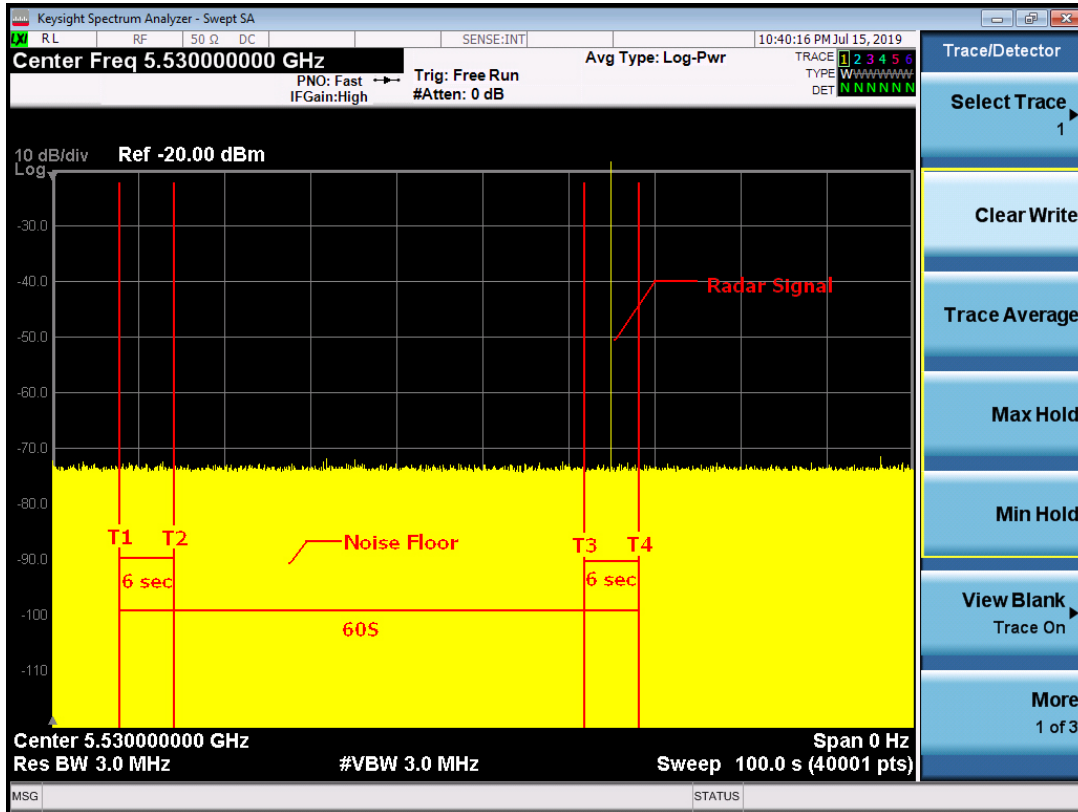 Keysight Spectrum Analyzer - Swept SA
LXI RL RF 50 Ω DC SENSE:INT 10:40:16 PM Jul 15, 2019
Center Freq 5.530000000 GHz
PNO: Fast
IFGain:High
Trig: Free Run
#Atten: 0 dB
Avg Type: Log-Pwr
TRACE 1 2 3 4 5 6
TYPE WWWWWW
DET N N N N N N
10 dB/div
Log
Ref -20.00 dBm
-30.0
-40.0
-50.0
-60.0
-70.0
-80.0
-90.0
-100
-110
Radar Signal
T1 T2
Noise Floor
T3 T4
6 sec
6 sec
60S
Center 5.530000000 GHz
Span 0 Hz
Res BW 3.0 MHz
#VBW 3.0 MHz
Sweep 100.0 s (40001 pts)
MSG
STATUS
Trace/Detector
Select Trace
1
Clear Write
Trace Average
Max Hold
Min Hold
View Blank
Trace On
More
1 of 3